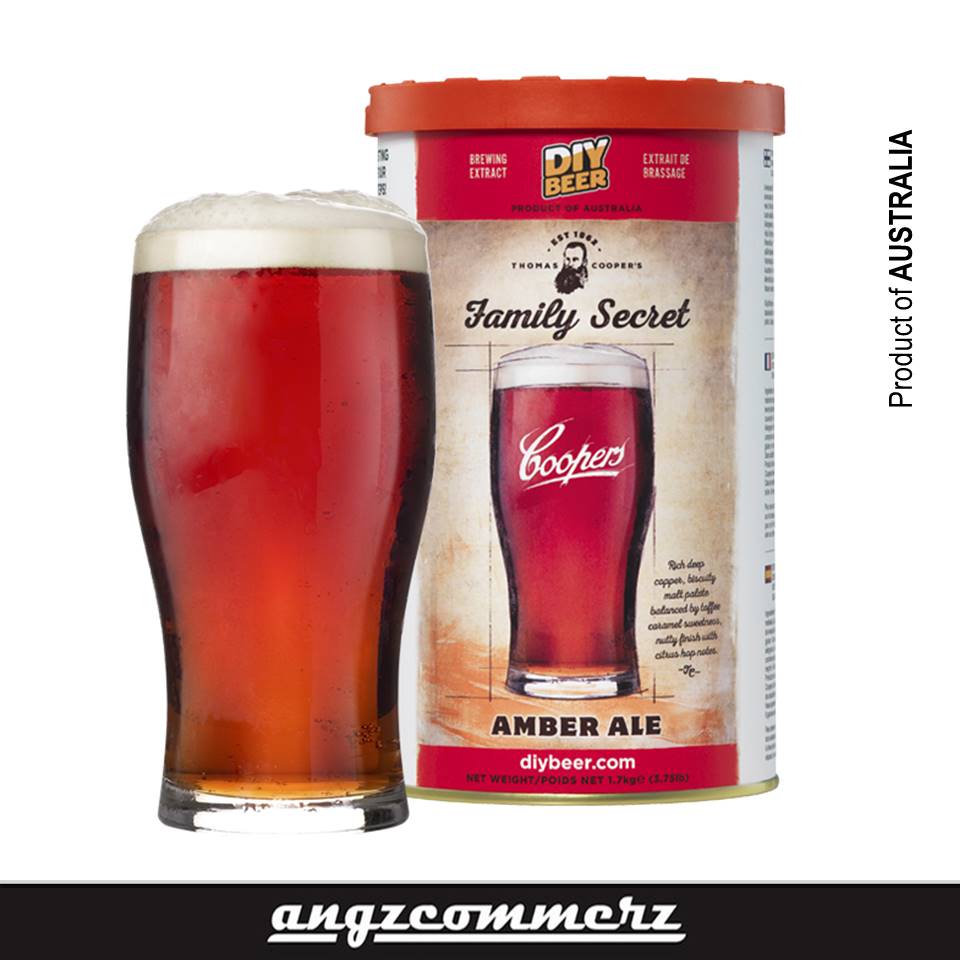 BREWING
EXTRACT
DIY
BEER
EXTRAIT DE
BRASSAGE
PRODUCT OF AUSTRALIA
EST 1862
THOMAS COOPER'S
Family Secret
Coopers
Rich deep
copper, biscuity
malt palate
balanced by toffee
caramel sweetness,
nutty finish with
citrus hop notes.
-TC-
AMBER ALE
diybeer.com
NET WEIGHT/POIDS NET 1.7kg℮ (3.75lb)
Product of AUSTRALIA
angzcommerz